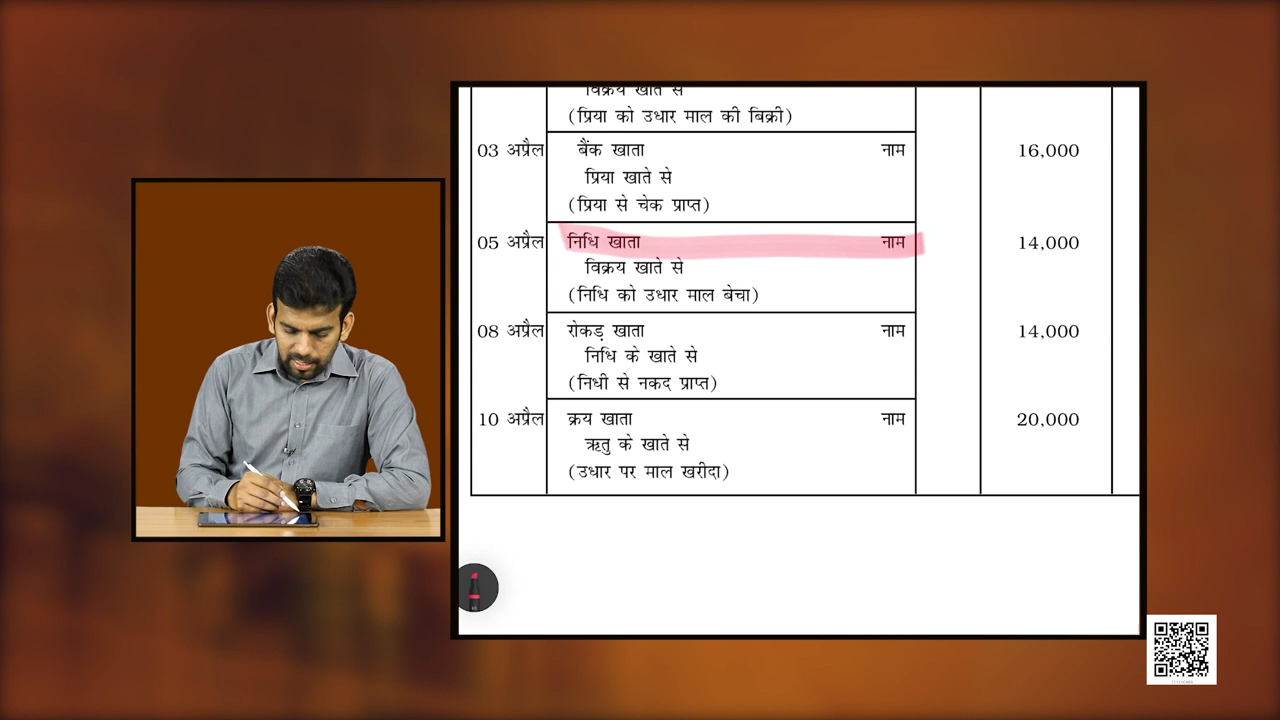 विक्रय खाते से
(प्रिया को उधार माल की बिक्री)
03 अप्रैल बैंक खाता नाम 16,000
प्रिया खाते से
(प्रिया से चेक प्राप्त)
05 अप्रैल निधि खाता नाम 14,000
विक्रय खाते से
(निधि को उधार माल बेचा)
08 अप्रैल रोकड़ खाता नाम 14,000
निधि के खाते से
(निधी से नकद प्राप्त)
10 अप्रैल क्रय खाता नाम 20,000
ऋतु के खाते से
(उधार पर माल खरीदा)